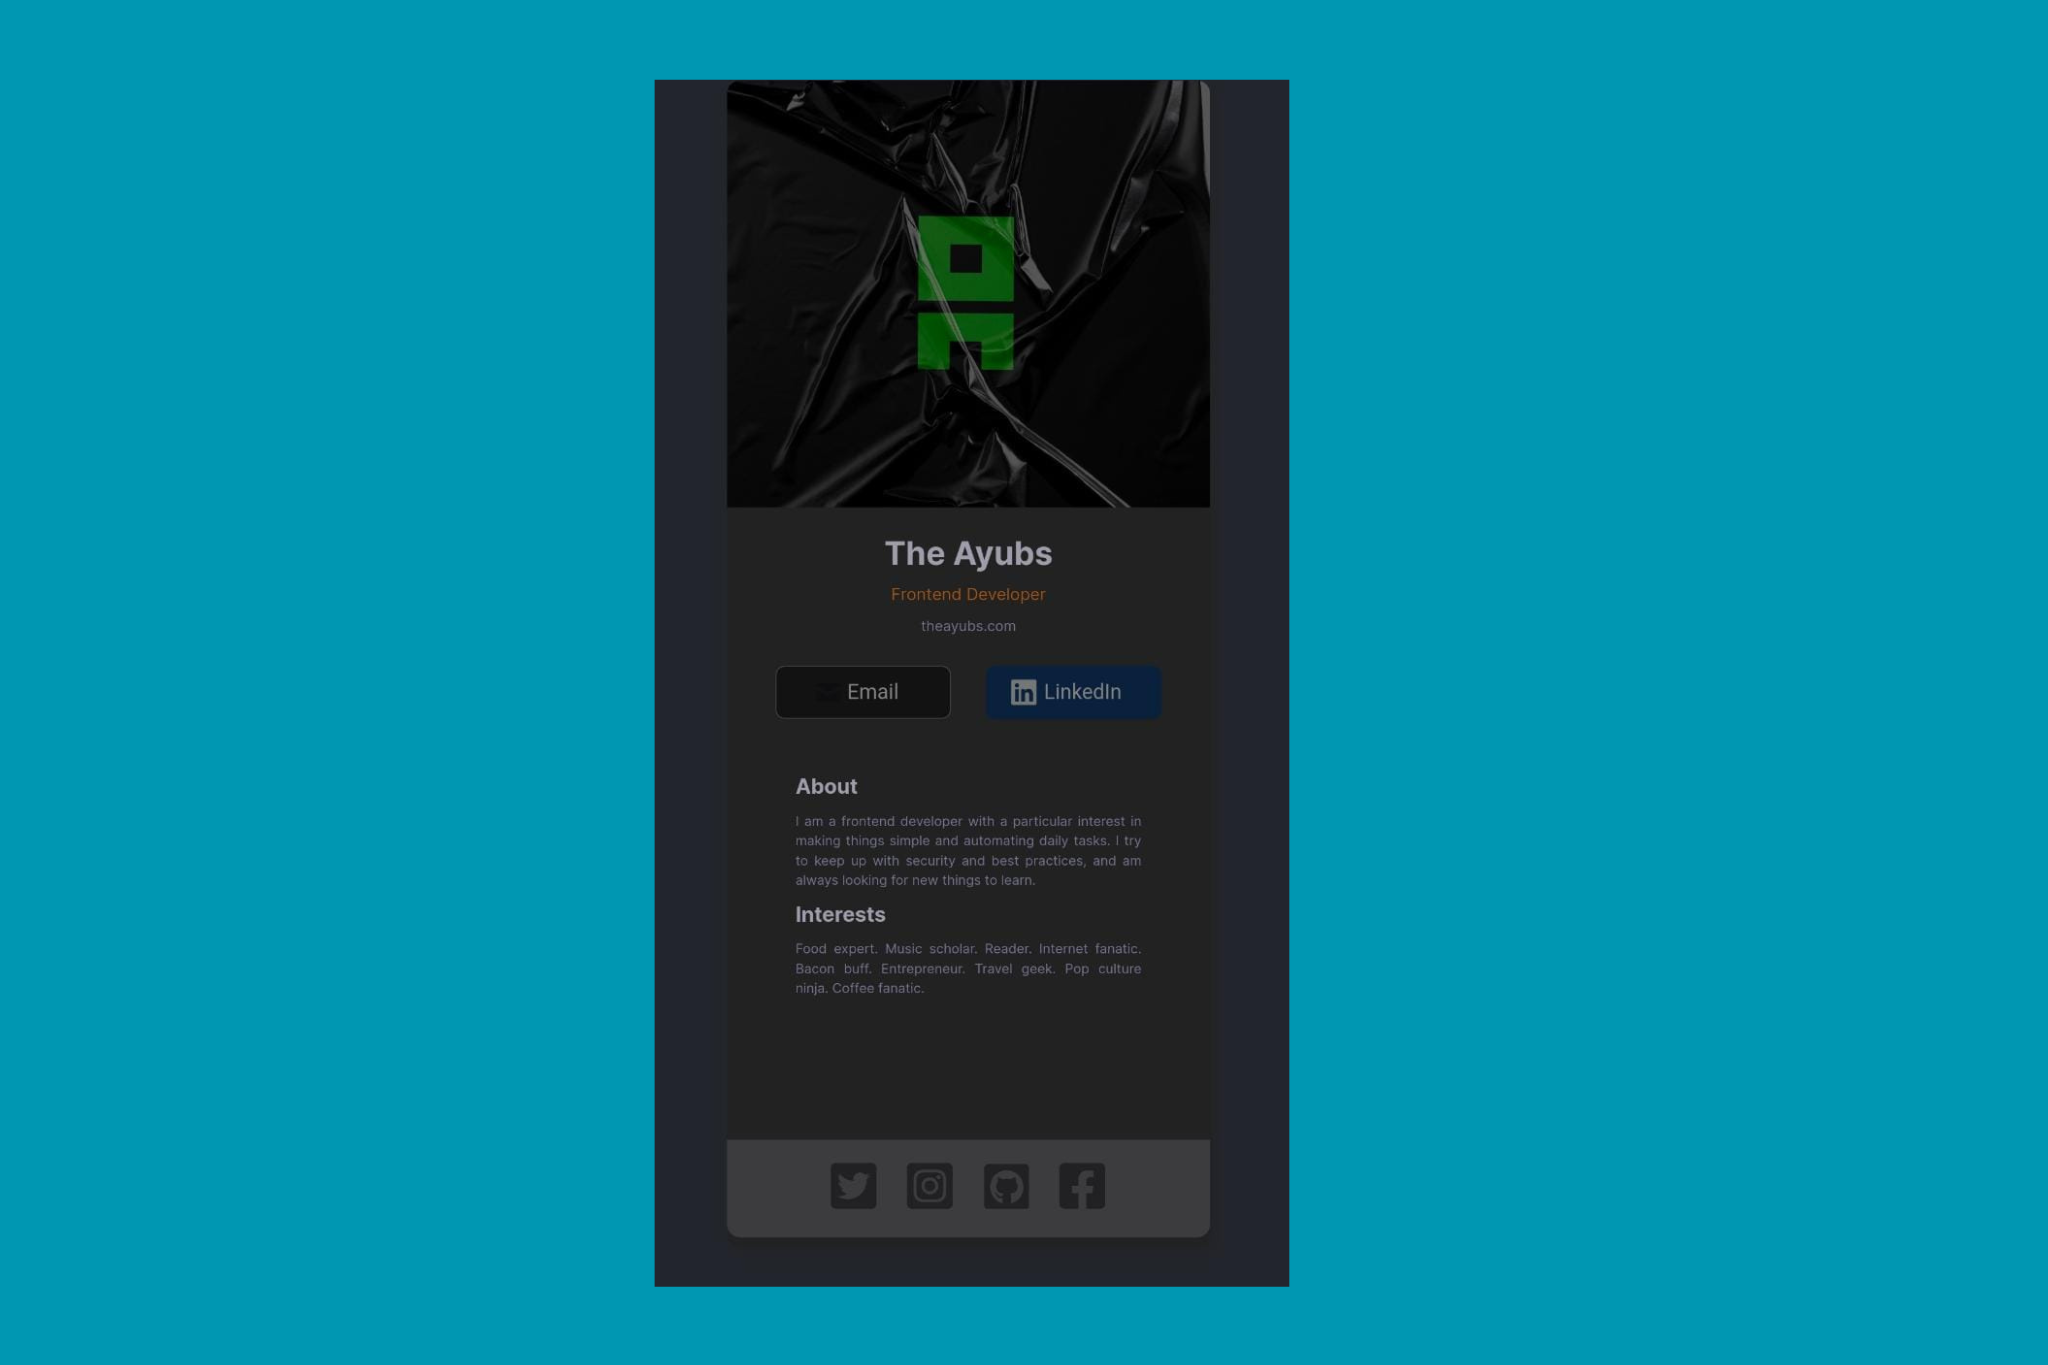 The Ayubs
Frontend Developer
theayubs.com
Email
LinkedIn
About
I am a frontend developer with a particular interest in
making things simple and automating daily tasks. I try
to keep up with security and best practices, and am
always looking for new things to learn.
Interests
Food expert. Music scholar. Reader. Internet fanatic.
Bacon buff. Entrepreneur. Travel geek. Pop culture
ninja. Coffee fanatic.